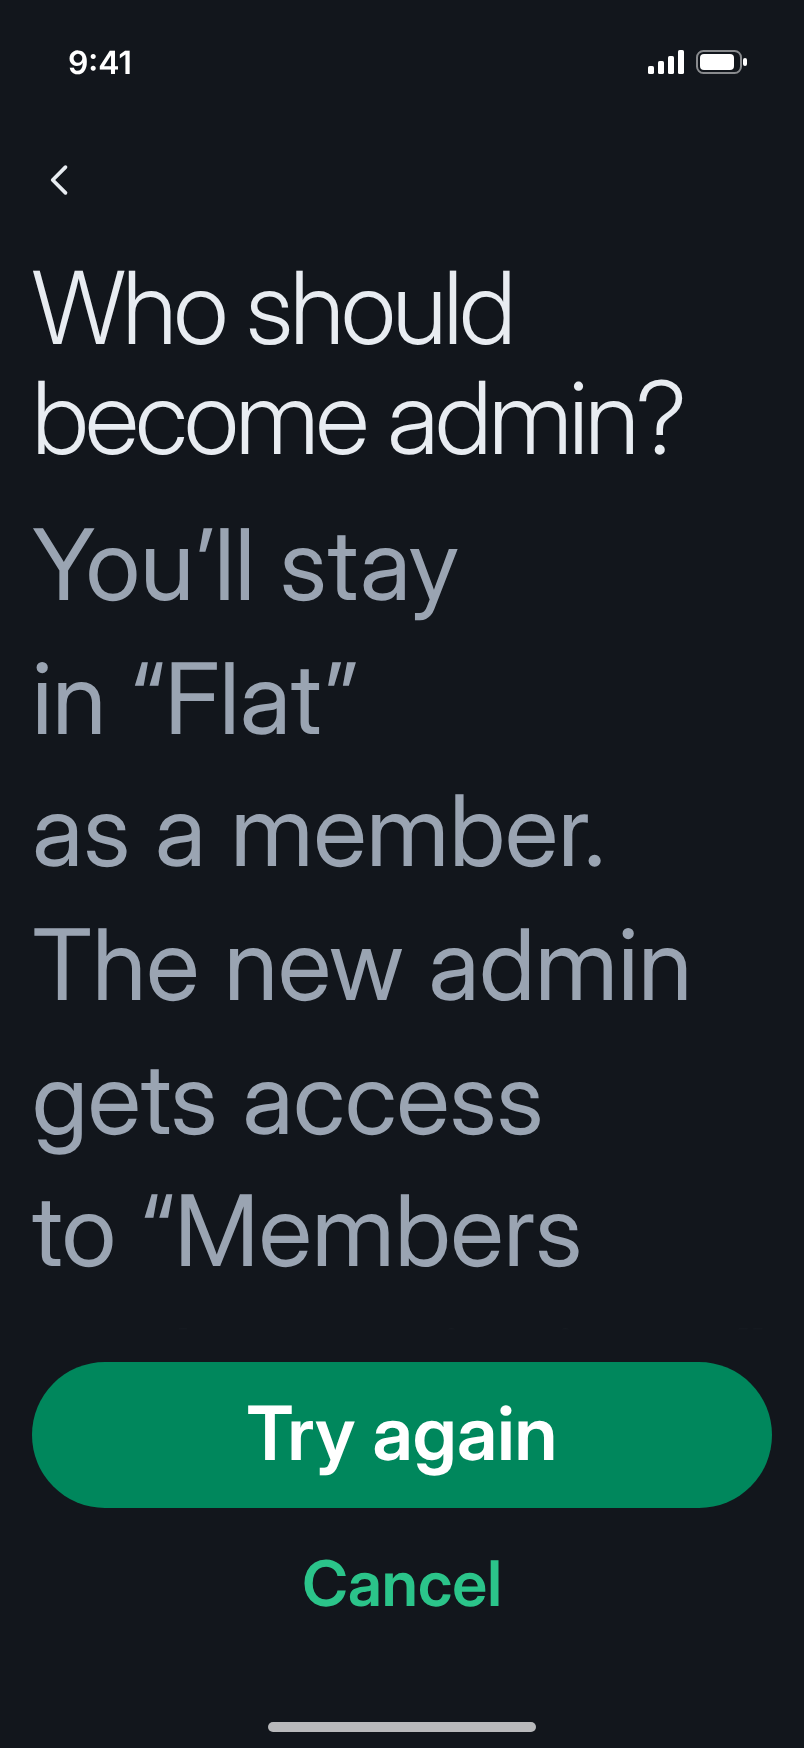 9:41
Who should
become admin?
You’ll stay
in “Flat”
as a member.
The new admin
gets access
to “Members
Try again
Cancel